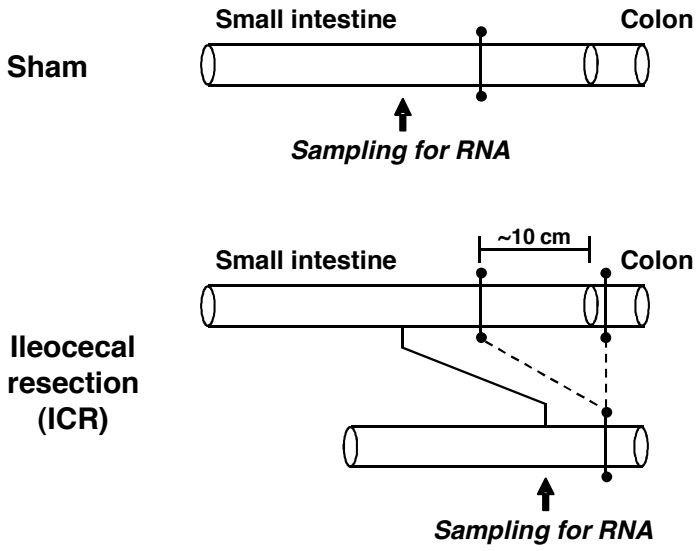 Small intestine
Colon
Sham
Sampling for RNA
~10 cm
Small intestine
Colon
Ileocecal
resection
(ICR)
Sampling for RNA